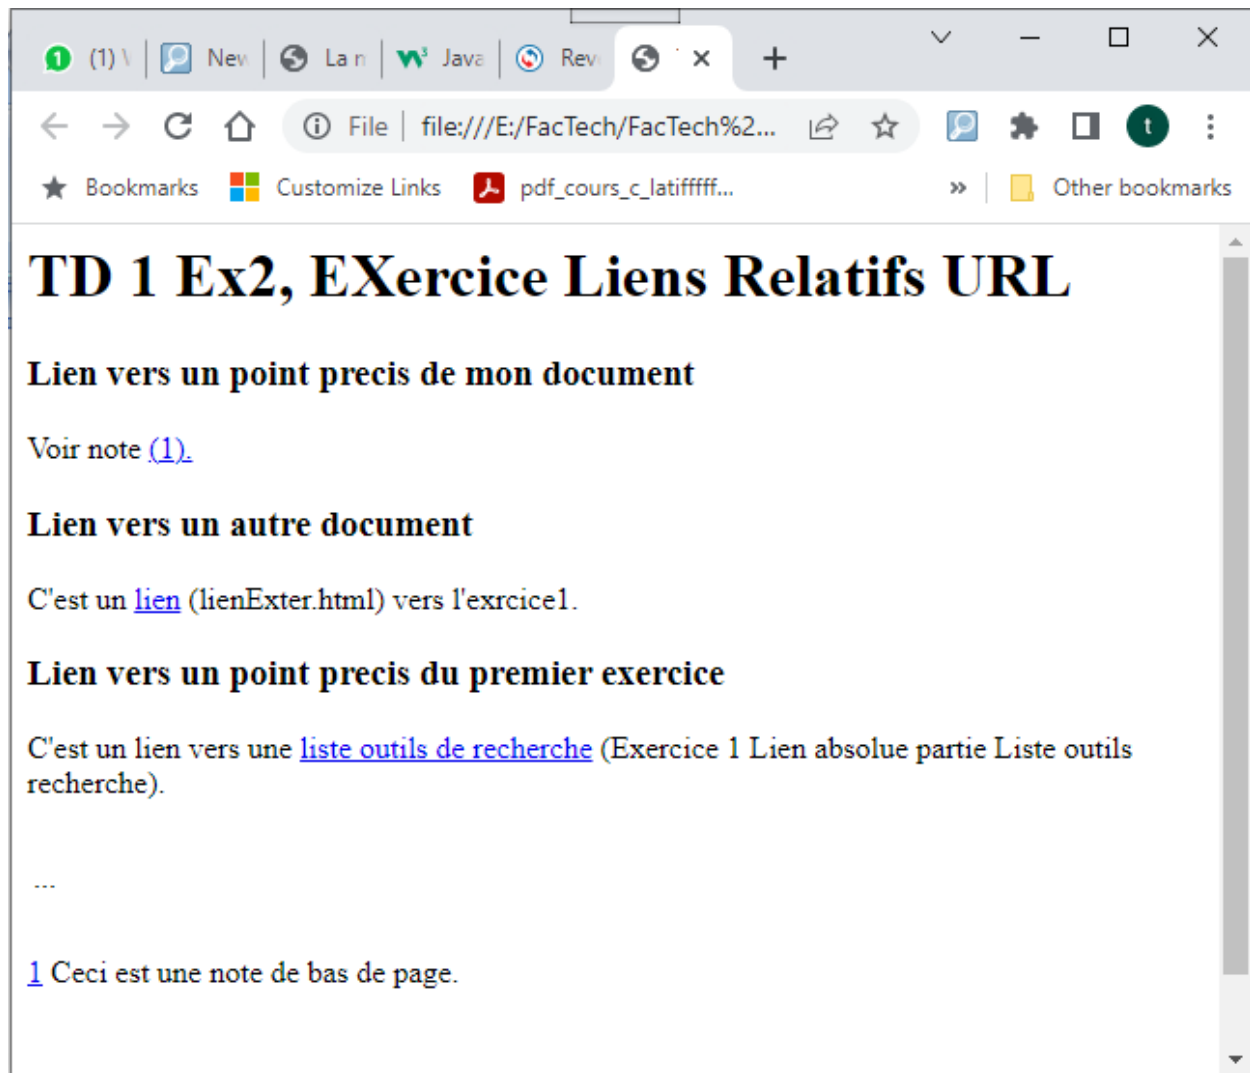 (1)
New
La n
Java
Rev
File
file:///E:/FacTech/FacTech%2...
t
Bookmarks
Customize Links
pdf_cours_c_latifffff...
»
Other bookmarks
TD 1 Ex2, EXercice Liens Relatifs URL
Lien vers un point precis de mon document
Voir note (1).
Lien vers un autre document
C'est un lien (lienExter.html) vers l'exrcice1.
Lien vers un point precis du premier exercice
C'est un lien vers une liste outils de recherche (Exercice 1 Lien absolue partie Liste outils
recherche).
...
1 Ceci est une note de bas de page.